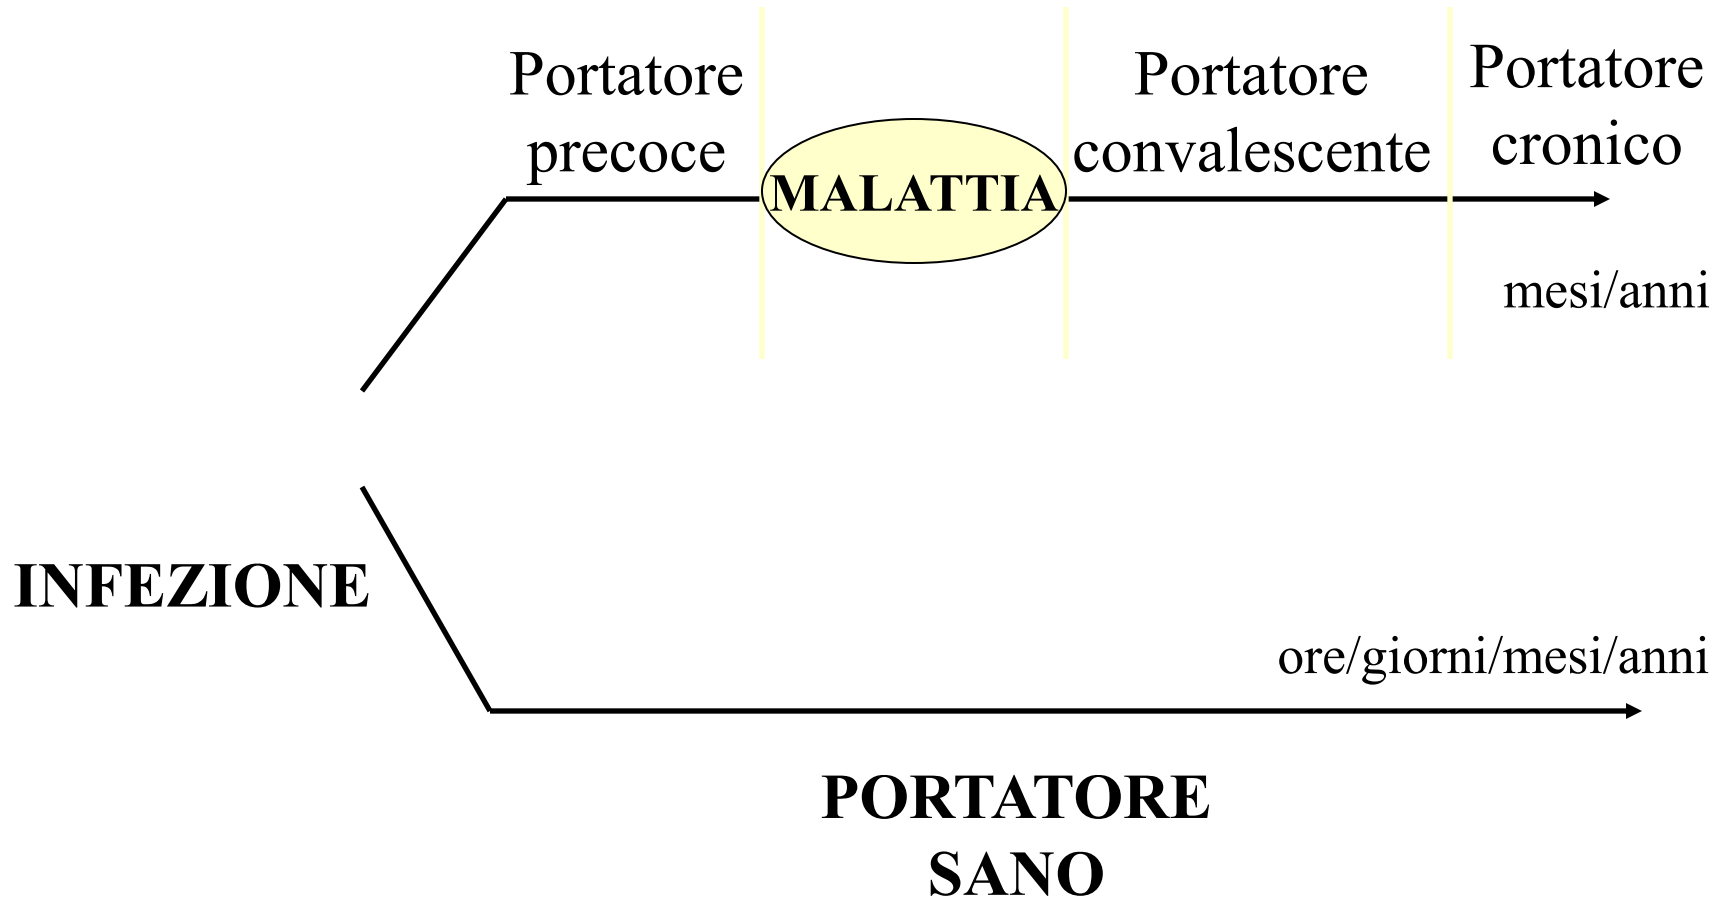 Portatore
precoce
MALATTIA
Portatore
convalescente
Portatore
cronico
mesi/anni
INFEZIONE
ore/giorni/mesi/anni
PORTATORE
SANO